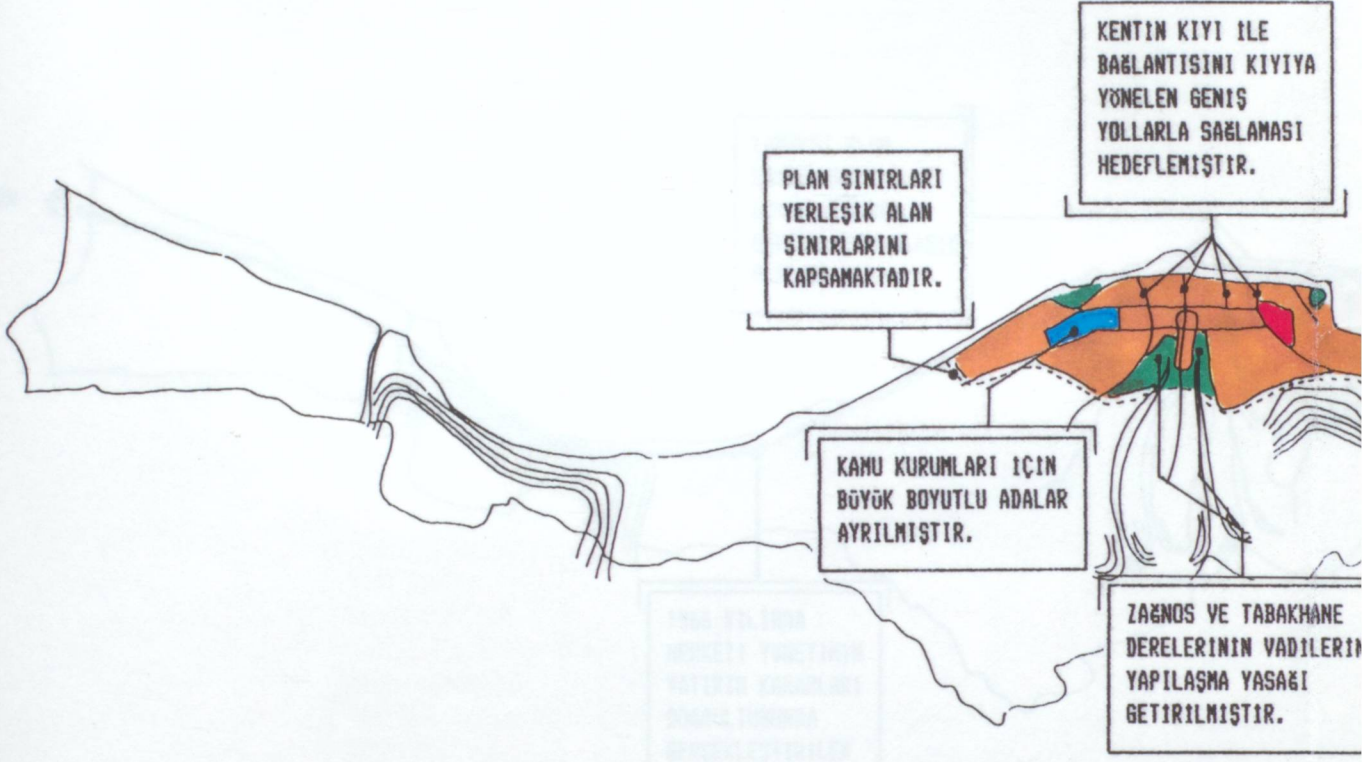 KENTİN KIYI İLE
BAĞLANTISINI KIYIYA
YÖNELEN GENİŞ
YOLLARLA SAĞLAMASI
HEDEFLEMİŞTİR.
PLAN SINIRLARI
YERLEŞİK ALAN
SINIRLARINI
KAPSAMAKTADIR.
KAMU KURUMLARI İÇİN
BÜYÜK BOYUTLU ADALAR
AYRILMIŞTIR.
ZAĞNOS VE TABAKHANE
DERELERİNİN VADİLERİN
YAPILAŞMA YASAĞI
GETİRİLMİŞTİR.